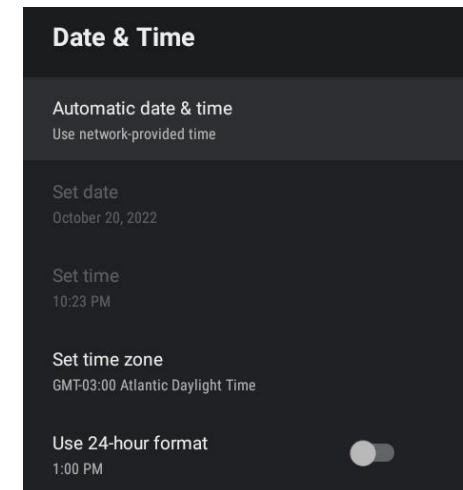 Date & Time
Automatic date & time
Use network-provided time
Set date
October 20, 2022
Set time
10:23 PM
Set time zone
GMT-03:00 Atlantic Daylight Time
Use 24-hour format
1:00 PM